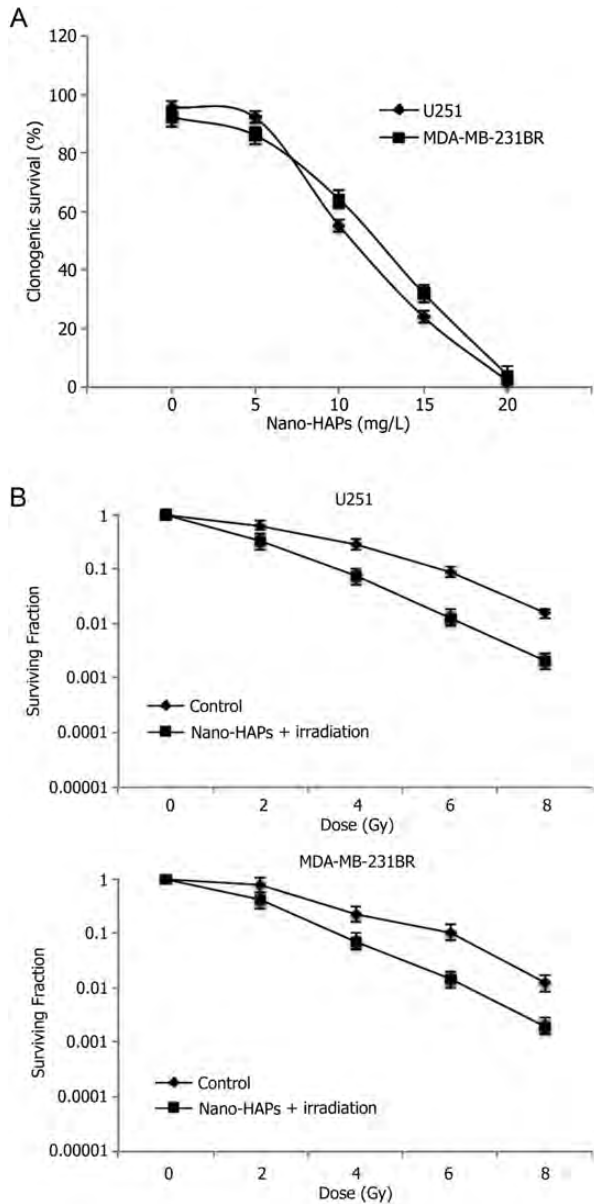 A
120
100
80
60
40
20
0
Clonogenic survival (%)
U251
MDA-MB-231BR
0 5 10 15 20
Nano-HAPs (mg/L)
B
U251
1
0.1
0.01
0.001
0.0001
0.00001
Surviving Fraction
Control
Nano-HAPs + irradiation
0 2 4 6 8
Dose (Gy)
MDA-MB-231BR
1
0.1
0.01
0.001
0.0001
0.00001
Surviving Fraction
Control
Nano-HAPs + irradiation
0 2 4 6 8
Dose (Gy)